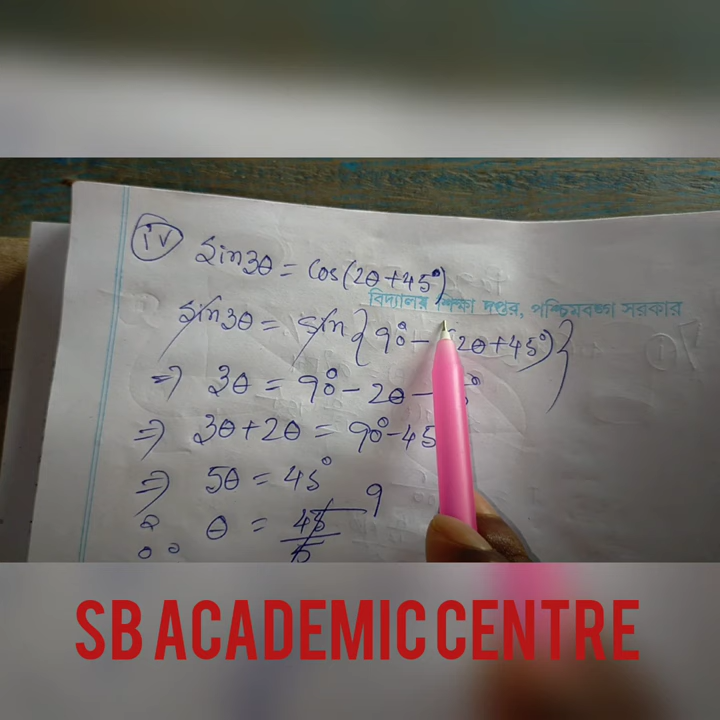 iv sin3θ = cos(2θ+45°)
বিদ্যালয় শিক্ষা দপ্তর, পশ্চিমবঙ্গ সরকার
sin3θ = sin{90° - (2θ+45°)}
⇒ 3θ = 90° - 2θ -
⇒ 3θ+2θ = 90° - 45
⇒ 5θ = 45°
∴ θ = 45/5 9
SB ACADEMIC CENTRE